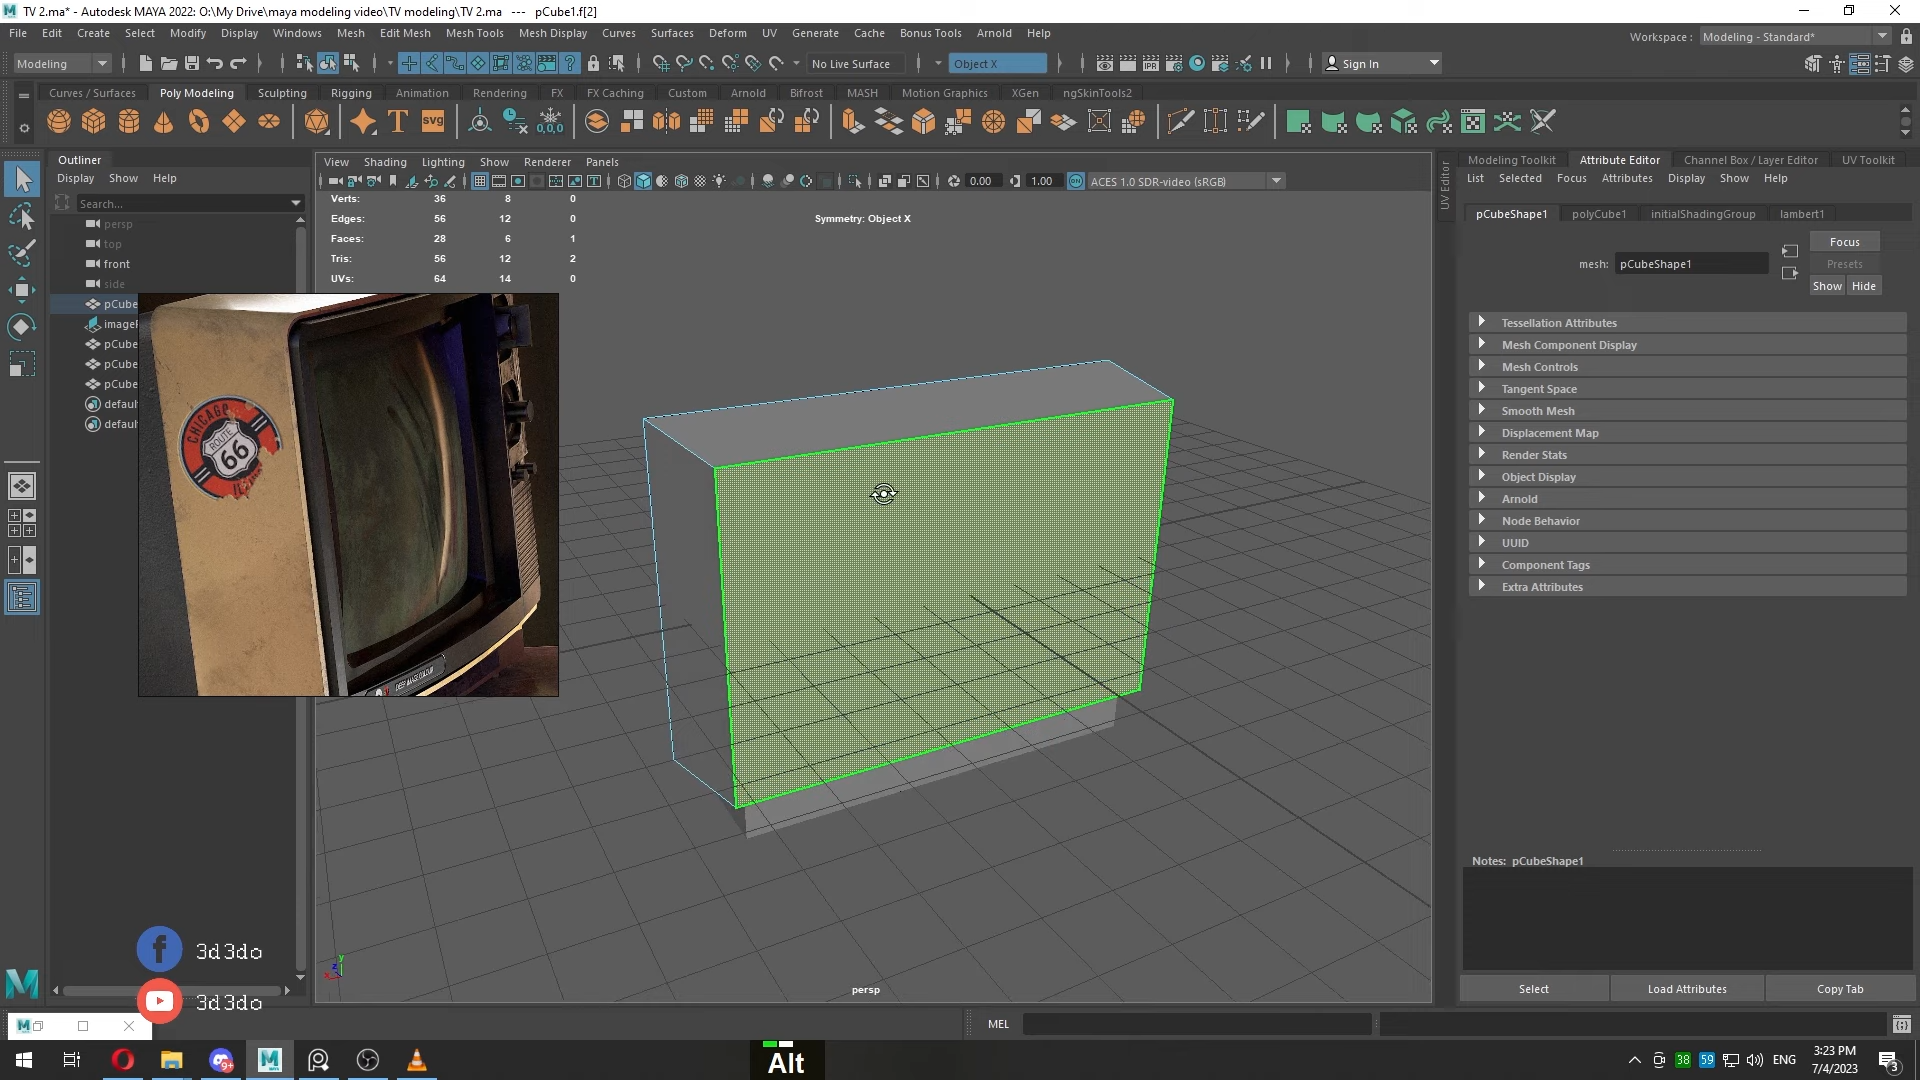 TV 2.ma* - Autodesk MAYA 2022: O:\My Drive\maya modeling video\TV modeling\TV 2.ma --- pCube1.f[2]
File Edit Create Select Modify Display Windows Mesh Edit Mesh Mesh Tools Mesh Display Curves Surfaces Deform UV Generate Cache Bonus Tools Arnold Help
Workspace : Modeling - Standard*
Modeling
No Live Surface
Object X
Sign In
Curves / Surfaces Poly Modeling Sculpting Rigging Animation Rendering FX FX Caching Custom Arnold Bifrost MASH Motion Graphics XGen ngSkinTools2
T SVG 0,0,0
Outliner
Display Show Help
Search...
persp
top
front
side
pCube
imageP
pCube
pCube
pCube
defaul
defaul
View Shading Lighting Show Renderer Panels
0.00 1.00 ACES 1.0 SDR-video (sRGB)
Verts: 36 8 0
Edges: 56 12 0
Faces: 28 6 1
Tris: 56 12 2
UVs: 64 14 0
Symmetry: Object X
CHICAGO
ROUTE
66
persp
UV Editor
Modeling Toolkit Attribute Editor Channel Box / Layer Editor UV Toolkit
List Selected Focus Attributes Display Show Help
pCubeShape1 polyCube1 initialShadingGroup lambert1
mesh: pCubeShape1
Focus
Presets
Show Hide
Tessellation Attributes
Mesh Component Display
Mesh Controls
Tangent Space
Smooth Mesh
Displacement Map
Render Stats
Object Display
Arnold
Node Behavior
UUID
Component Tags
Extra Attributes
Notes: pCubeShape1
Select Load Attributes Copy Tab
3d3do
3d3do
MEL
Alt
38 59 ENG
3:23 PM
7/4/2023
3